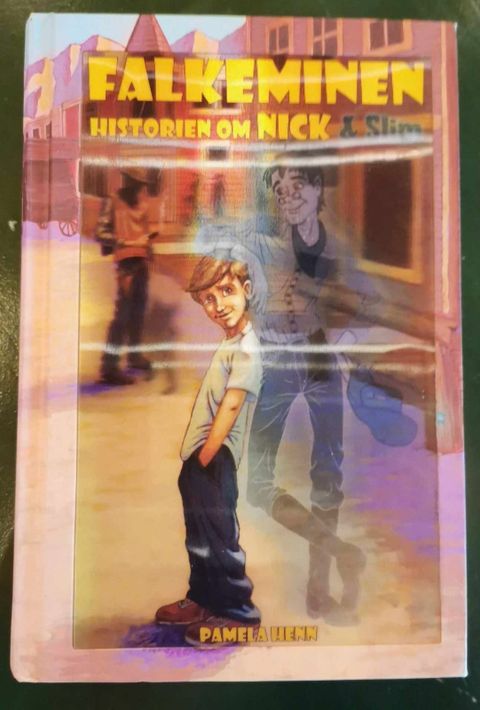 FALKEMINEN
HISTORIEN OM NICK & Slim
PAMELA HENN